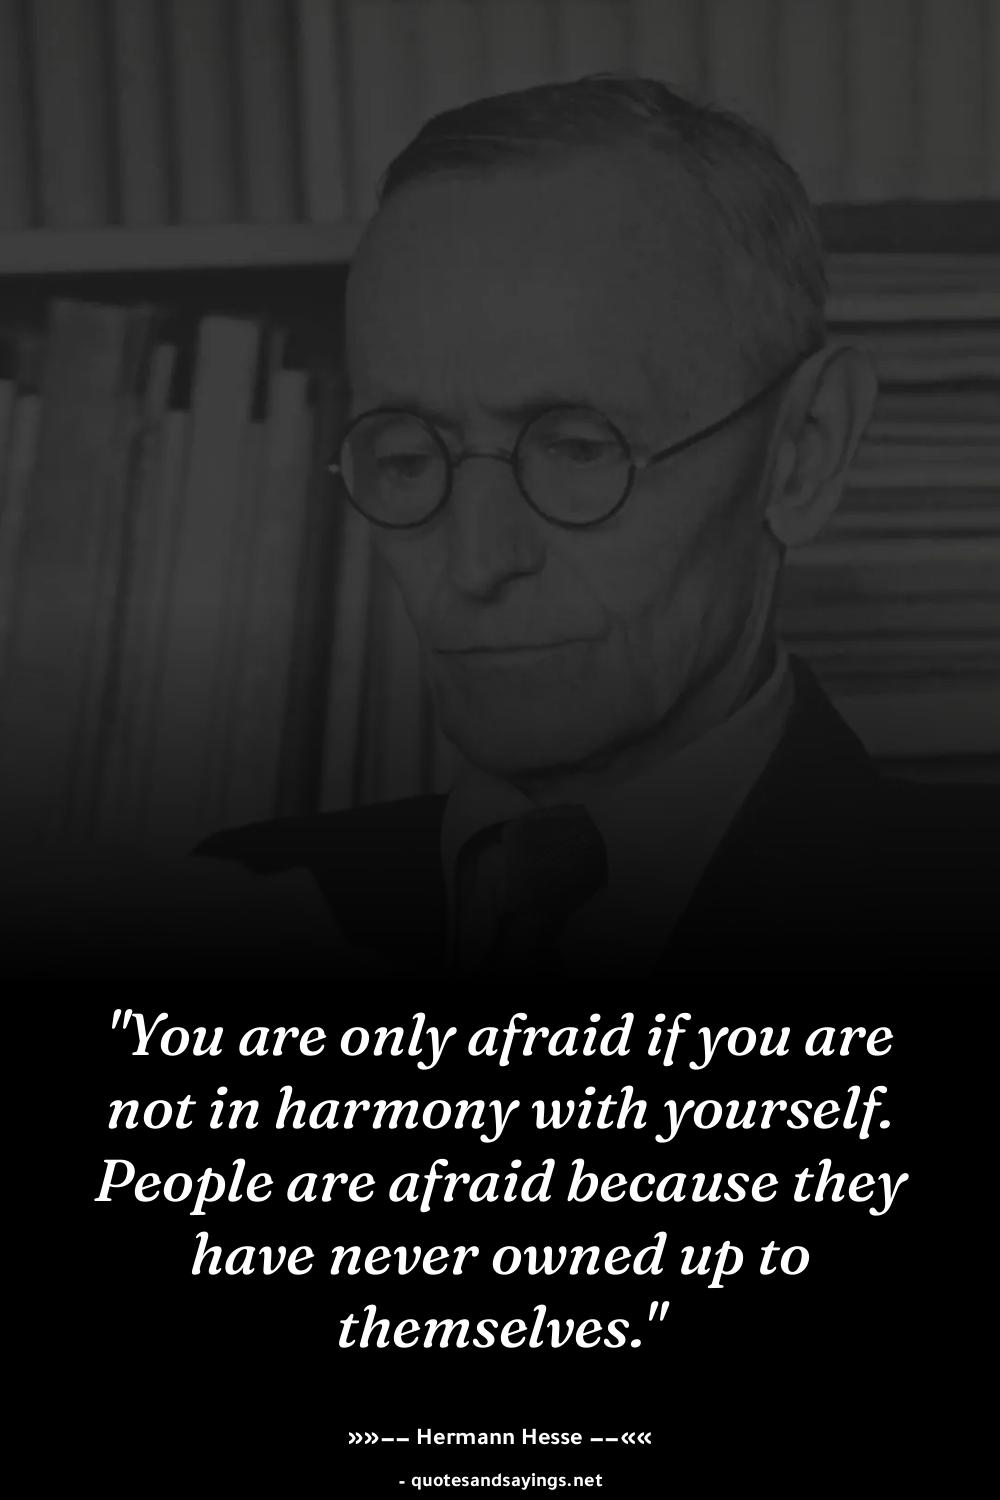 "You are only afraid if you are
not in harmony with yourself.
People are afraid because they
have never owned up to
themselves."
»»−− Hermann Hesse −−««
- quotesandsayings.net